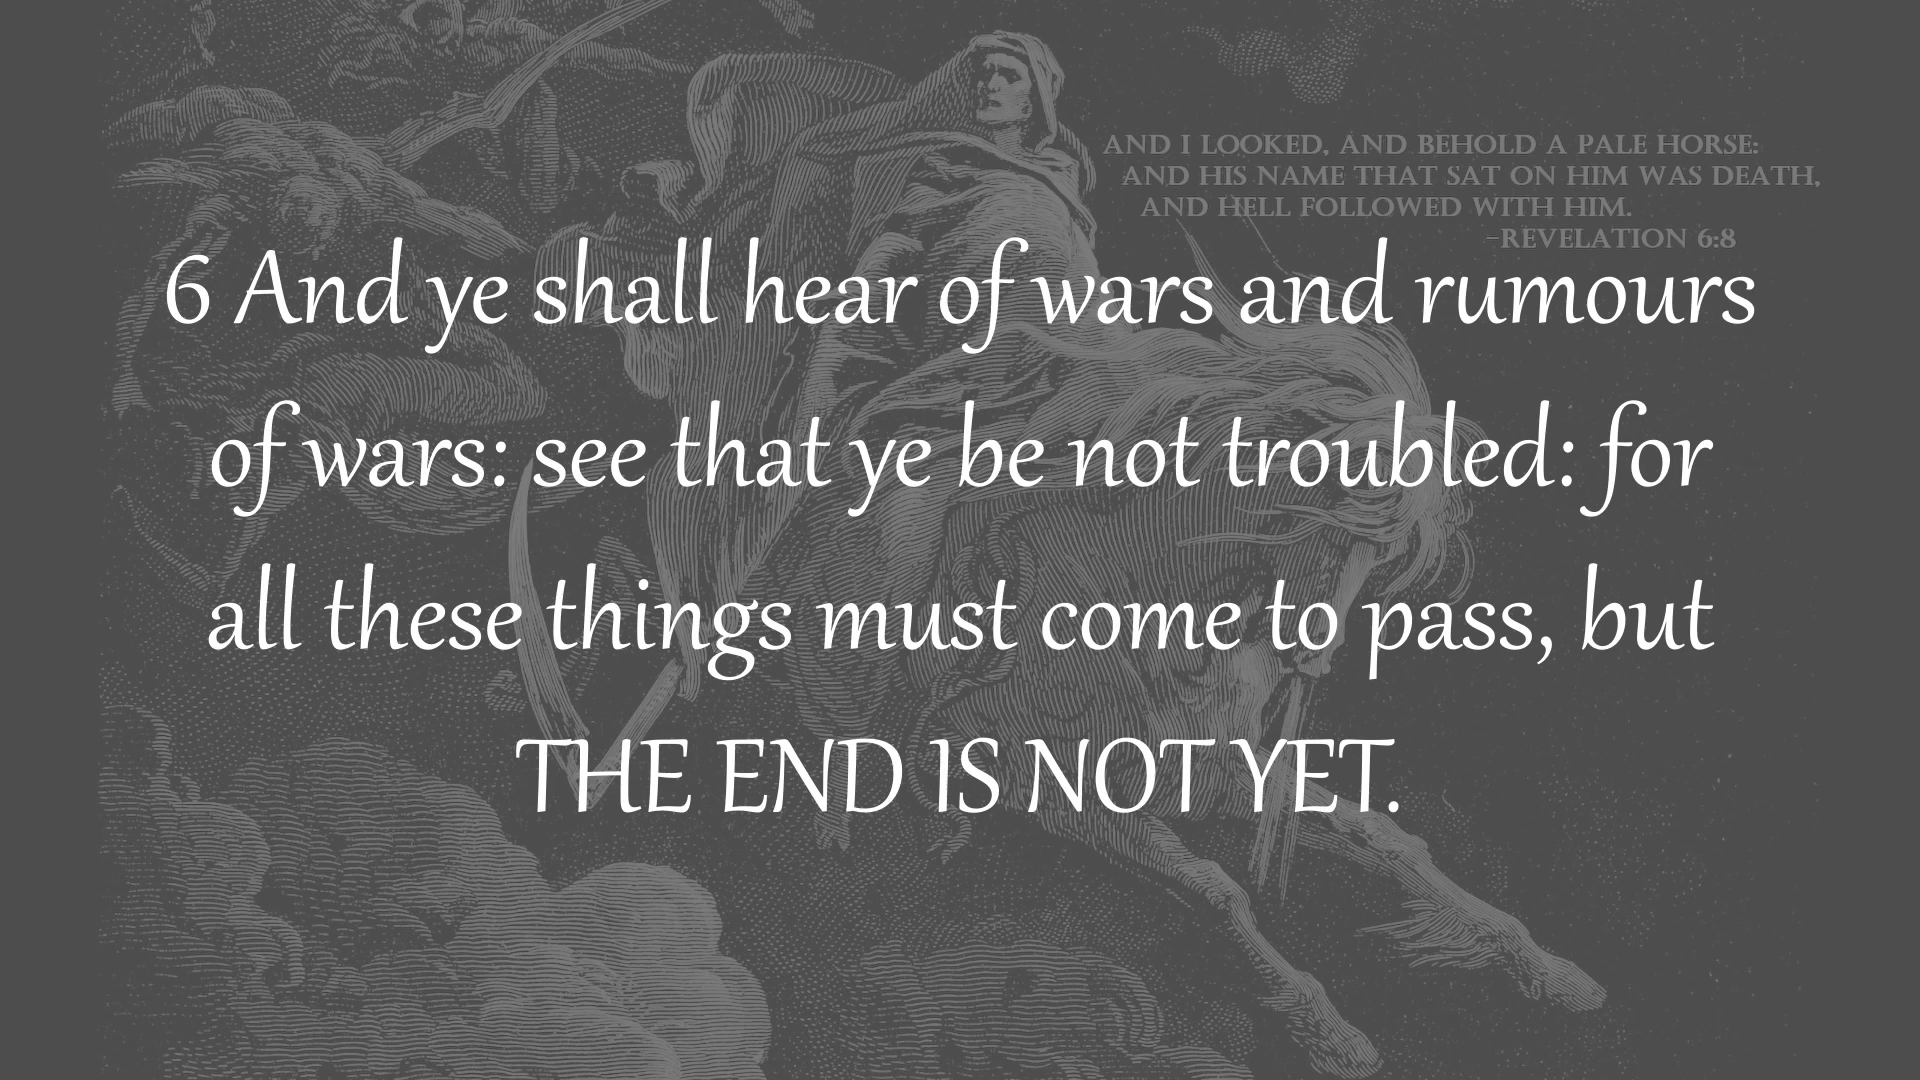 AND I LOOKED, AND BEHOLD A PALE HORSE:
AND HIS NAME THAT SAT ON HIM WAS DEATH,
AND HELL FOLLOWED WITH HIM.
-REVELATION 6:8
6 And ye shall hear of wars and rumours
of wars: see that ye be not troubled: for
all these things must come to pass, but
THE END IS NOT YET.